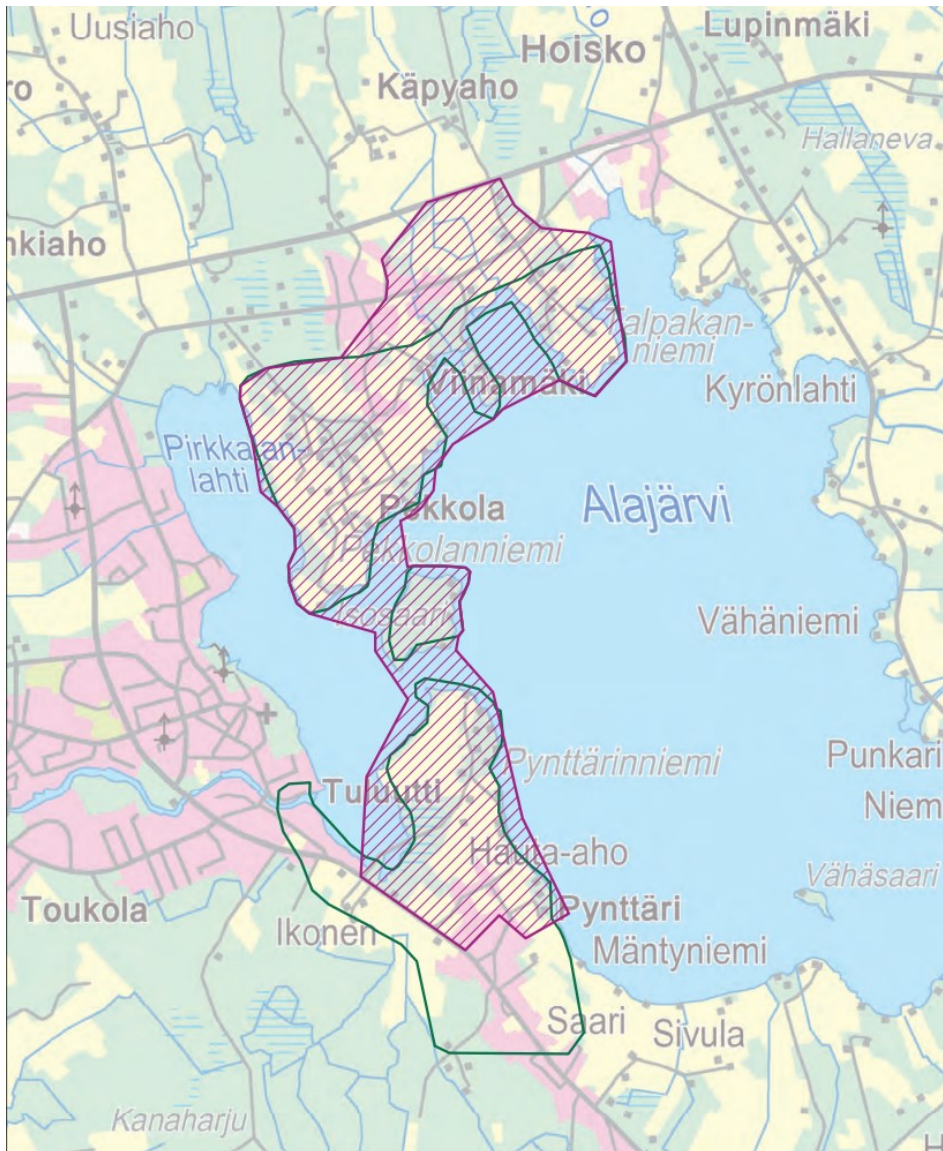 Uusiaho
Hoisko
Lupinmäki
Käpyaho
Hallaneva
nkiaho
Talpakan-
niemi
Kyrönlahti
Viinamäki
Pirkkalan-
lahti
Pekkola
Alajärvi
Pekkolanniemi
Isosaari
Vähäniemi
Pynttärinniemi
Punkari
Tuluutti
Niem
Hauta-aho
Vähäsaari
Toukola
Pynttäri
Ikonen
Mäntyniemi
Saari
Sivula
Kanaharju
H